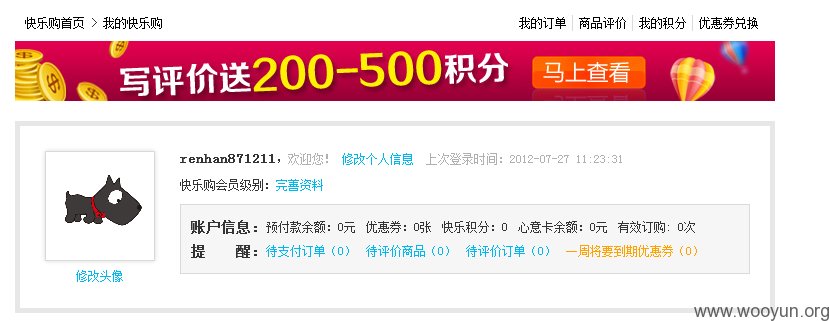 快乐购首页 > 我的快乐购 我的订单 商品评价 我的积分 优惠券兑换
写评价送200-500积分 马上查看
renhan871211，欢迎您！ 修改个人信息 上次登录时间：2012-07-27 11:23:31
快乐购会员级别：完善资料
账户信息：预付款余额：0元 优惠券：0张 快乐积分：0 心意卡余额：0元 有效订购：0次
提 醒：待支付订单（0） 待评价商品（0） 待评价订单（0） 一周将要到期优惠券（0）
修改头像
www.wooyun.org